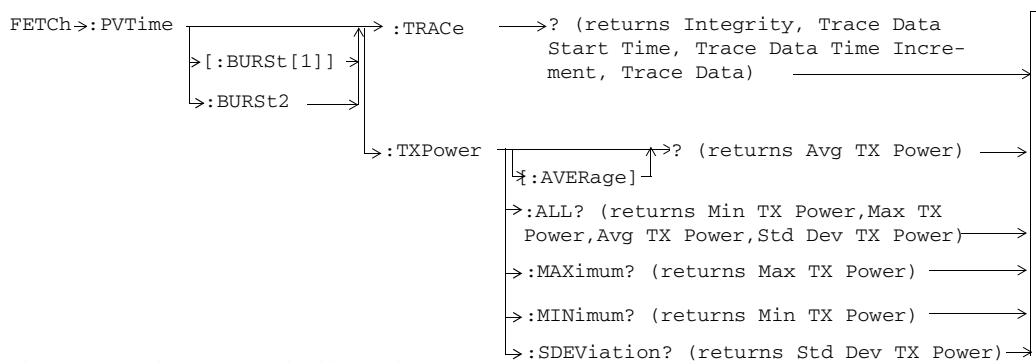 FETCh :PVTime :TRACe ? (returns Integrity, Trace Data
Start Time, Trace Data Time Incre-
ment, Trace Data)
[:BURSt[1]]
:BURSt2
:TXPower ? (returns Avg TX Power)
[:AVERage]
:ALL? (returns Min TX Power,Max TX
Power,Avg TX Power,Std Dev TX Power)
:MAXimum? (returns Max TX Power)
:MINimum? (returns Min TX Power)
:SDEViation? (returns Std Dev TX Power)